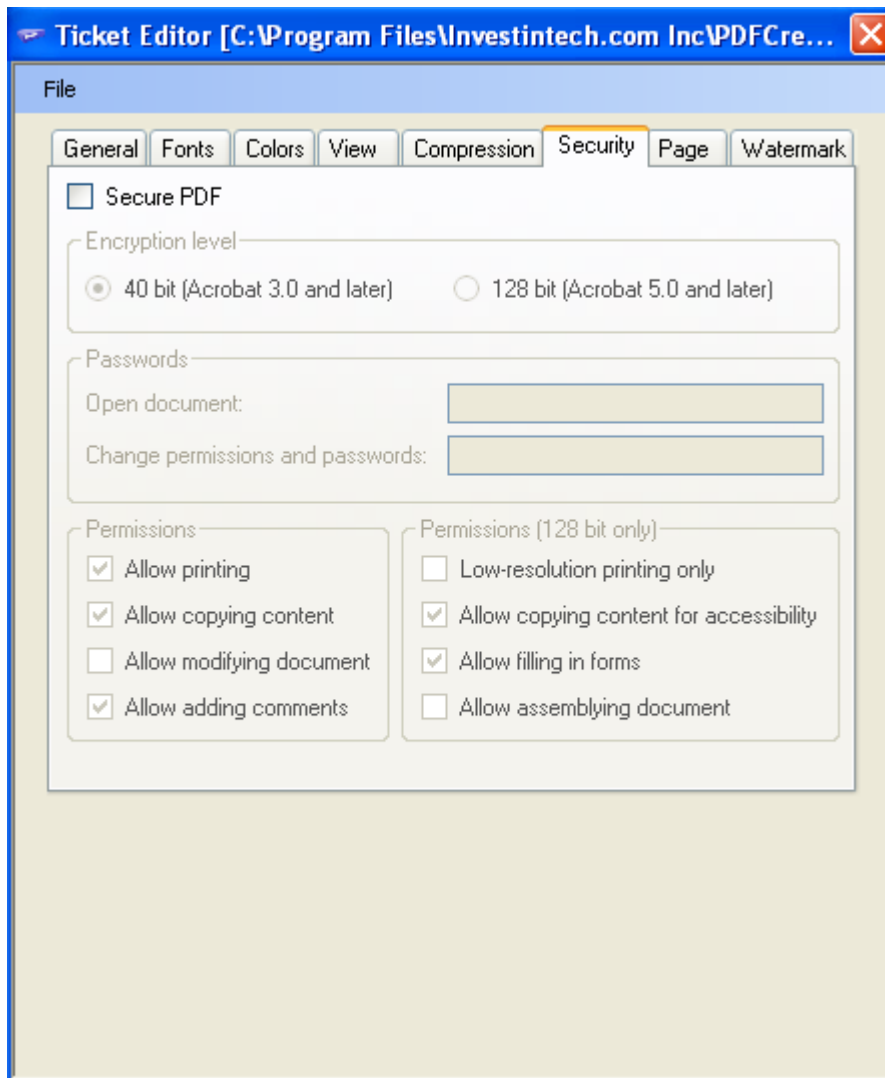 Ticket Editor [C:\Program Files\Investintech.com Inc\PDFCre...
File
General Fonts Colors View Compression Security Page Watermark
Secure PDF
Encryption level
40 bit (Acrobat 3.0 and later) 128 bit (Acrobat 5.0 and later)
Passwords
Open document:
Change permissions and passwords:
Permissions
Allow printing
Allow copying content
Allow modifying document
Allow adding comments
Permissions (128 bit only)
Low-resolution printing only
Allow copying content for accessibility
Allow filling in forms
Allow assemblying document